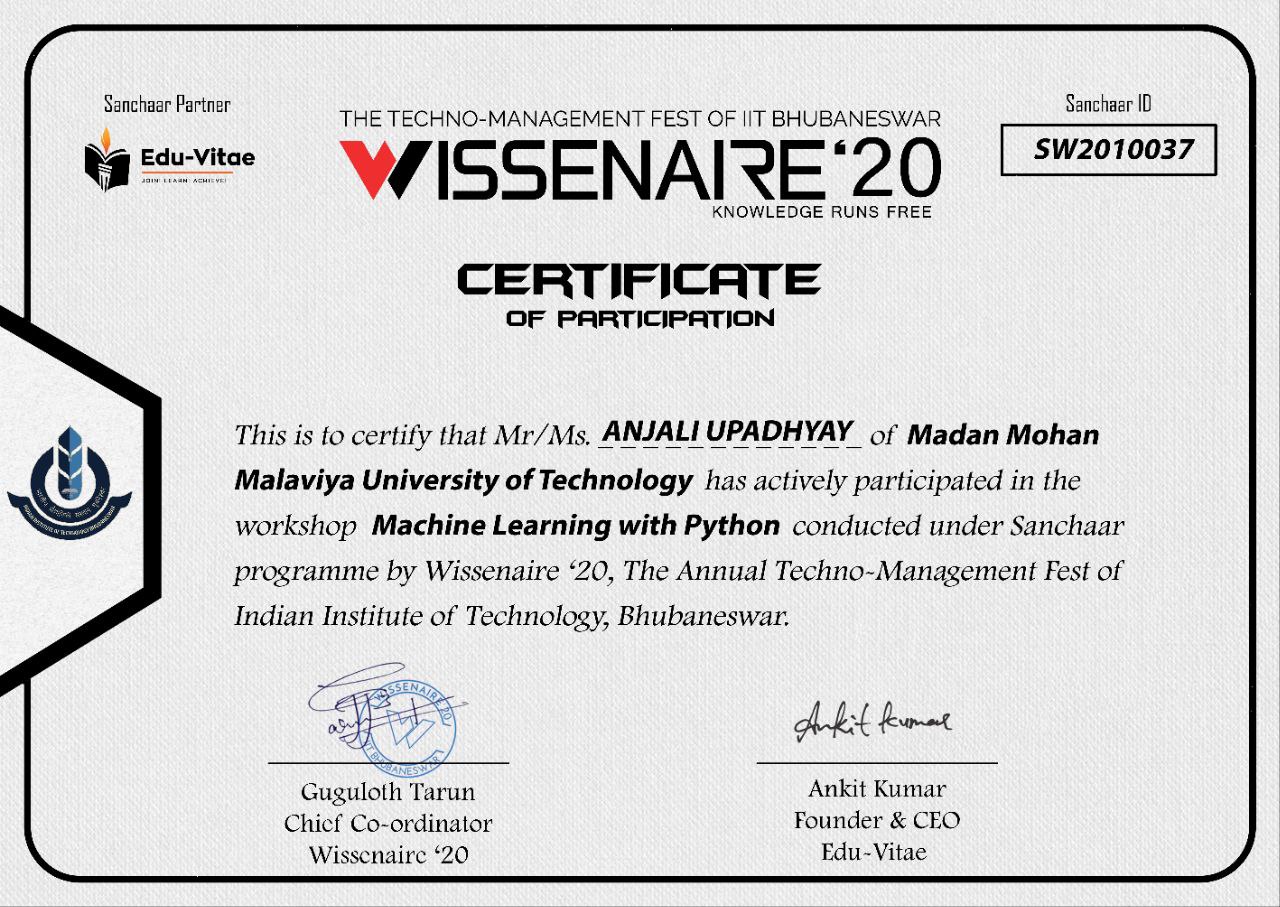 Sanchaar Partner
Edu-Vitae
JOIN! LEARN! ACHIEVE!
THE TECHNO-MANAGEMENT FEST OF IIT BHUBANESWAR
WISSENAIRE‘20
KNOWLEDGE RUNS FREE
Sanchaar ID
SW2010037
CERTIFICATE
OF PARTICIPATION
This is to certify that Mr/Ms. ANJALI UPADHYAY of Madan Mohan
Malaviya University of Technology has actively participated in the
workshop Machine Learning with Python conducted under Sanchaar
programme by Wissenaire ‘20, The Annual Techno-Management Fest of
Indian Institute of Technology, Bhubaneswar.
WISSENAIRE 20
IIT BHUBANESWAR
Guguloth Tarun
Chief Co-ordinator
Wissenaire ‘20
Ankit Kumar
Ankit Kumar
Founder & CEO
Edu-Vitae